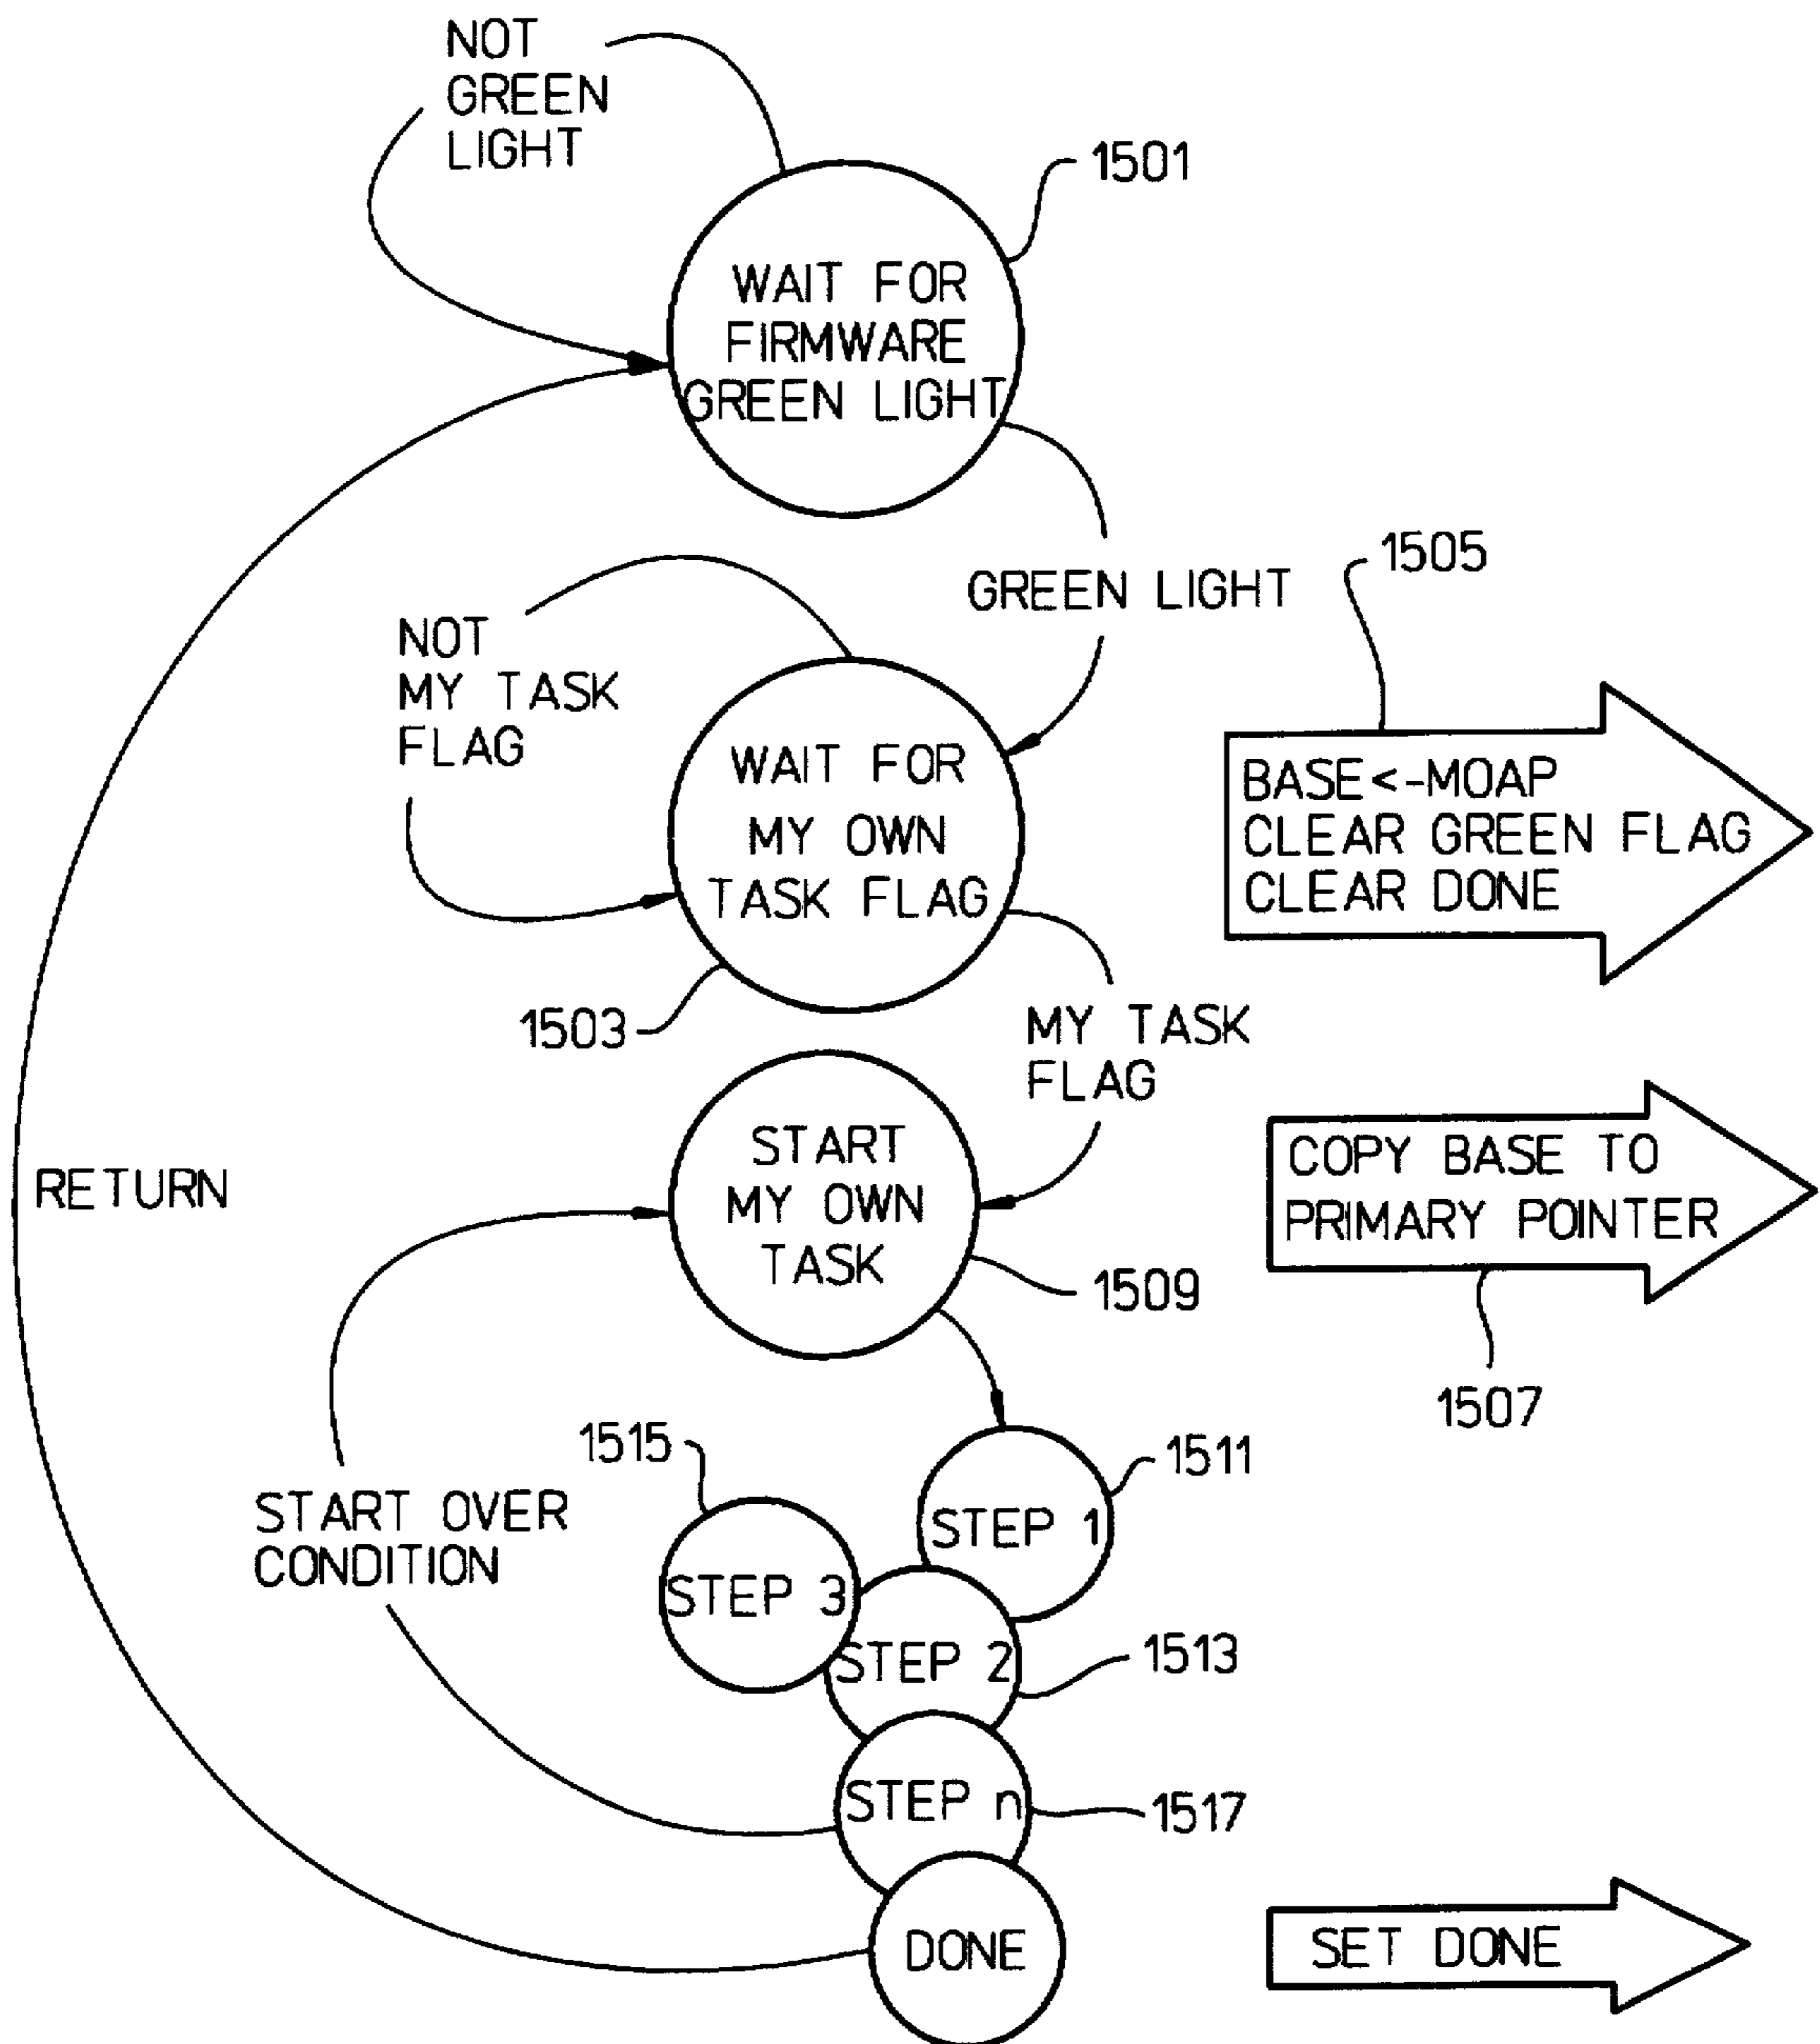 NOT
GREEN
LIGHT
1501
WAIT FOR
FIRMWARE
GREEN LIGHT
GREEN LIGHT
1505
NOT
MY TASK
FLAG
WAIT FOR
MY OWN
TASK FLAG
BASE<-MOAP
CLEAR GREEN FLAG
CLEAR DONE
1503
MY TASK
FLAG
START
MY OWN
TASK
COPY BASE TO
PRIMARY POINTER
RETURN
1509
1507
1515
1511
START OVER
CONDITION
STEP 1
STEP 3
STEP 2
1513
STEP n
1517
DONE
SET DONE